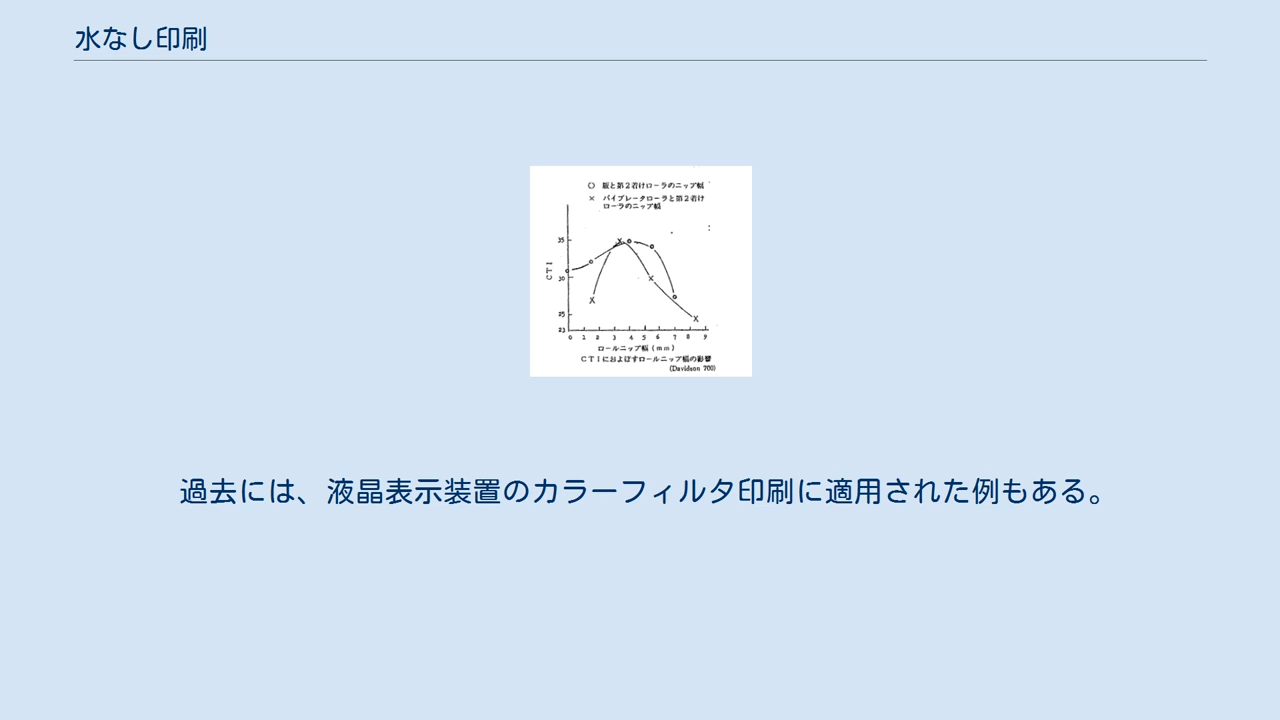 水なし印刷
○ 版と第2着けローラのニップ幅
× バイブレータローラと第2着け
ローラのニップ幅
35
CTI
30
25
23
0 1 2 3 4 5 6 7 8 9
ロールニップ幅(mm)
CTIにおよぼすロールニップ幅の影響
(Davidson 700)
過去には、液晶表示装置のカラーフィルタ印刷に適用された例もある。